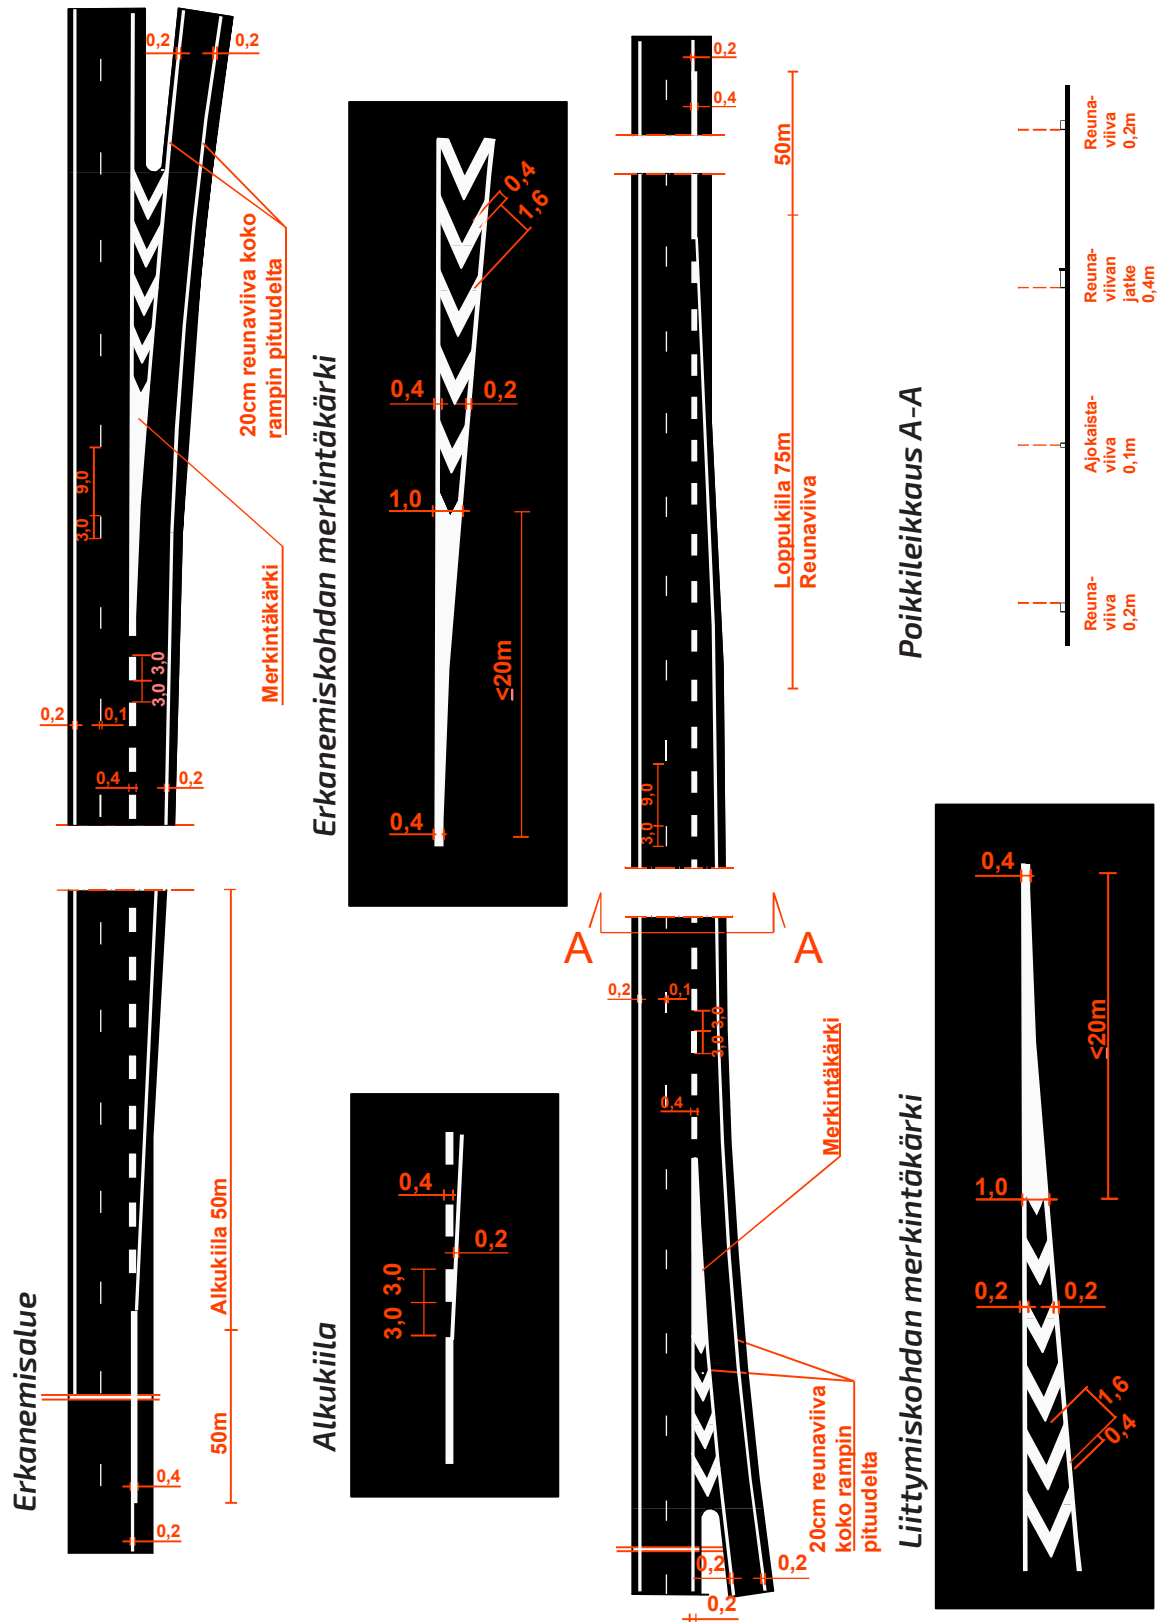 Erkanemisalue
0,2
0,4
50m
Alkukiila 50m
0,2
0,1
0,4
0,2
3,0
3,0
3,0
9,0
Merkintäkärki
20cm reunaviiva koko
rampin pituudelta
0,2
0,2
Alkukiila
3,0
3,0
0,4
0,2
Erkanemiskohdan merkintäkärki
0,4
≤20m
1,0
0,4
0,2
0,4
1,6
0,2
0,2
0,2
20cm reunaviiva
koko rampin
pituudelta
Merkintäkärki
0,4
3,0
3,0
0,2
0,1
A
A
3,0
9,0
Loppukiila 75m
Reunaviiva
50m
0,4
0,2
Liittymiskohdan merkintäkärki
0,4
1,6
0,2
0,2
1,0
≤20m
0,4
Poikkileikkaus A-A
Reuna-
viiva
0,2m
Ajokaista-
viiva
0,1m
Reuna-
viivan
jatke
0,4m
Reuna-
viiva
0,2m